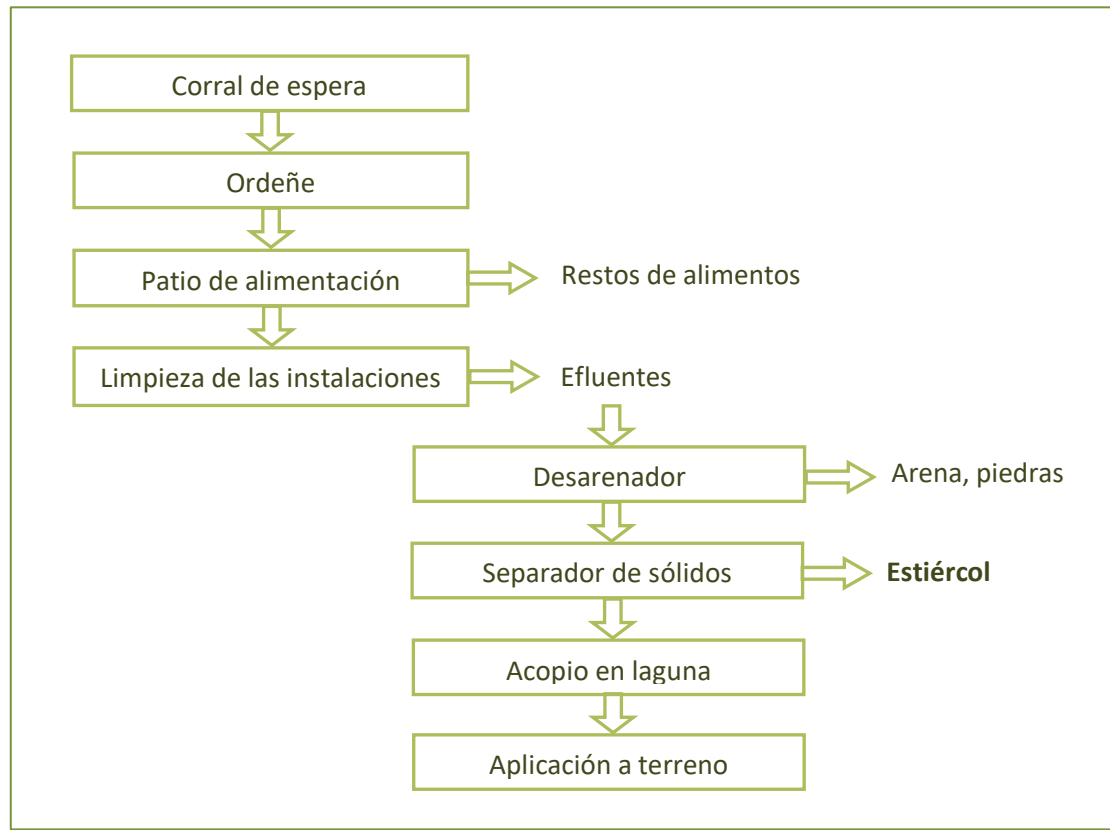 Corral de espera
Ordeñe
Patio de alimentación
Restos de alimentos
Limpieza de las instalaciones
Efluentes
Desarenador
Arena, piedras
Separador de sólidos
Estiércol
Acopio en laguna
Aplicación a terreno